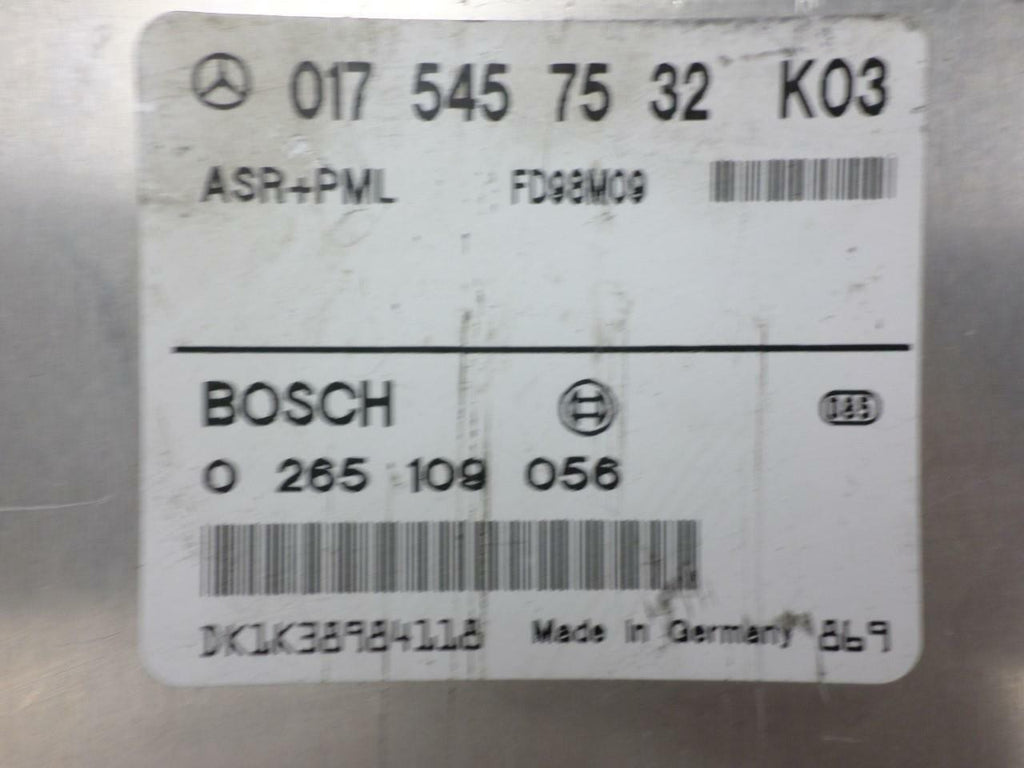 017 545 75 32 K03
ASR+PML FD98M09
BOSCH
0 265 109 056
DK1K38984118 Made in Germany 869